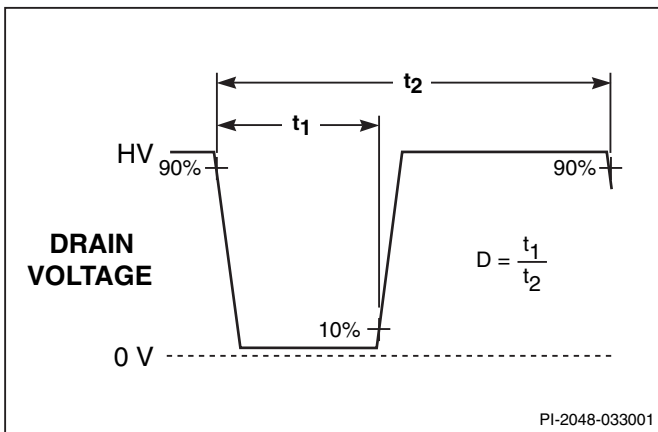 t2
t1
HV
90%
90%
DRAIN
VOLTAGE
D = t1/t2
10%
0 V
PI-2048-033001